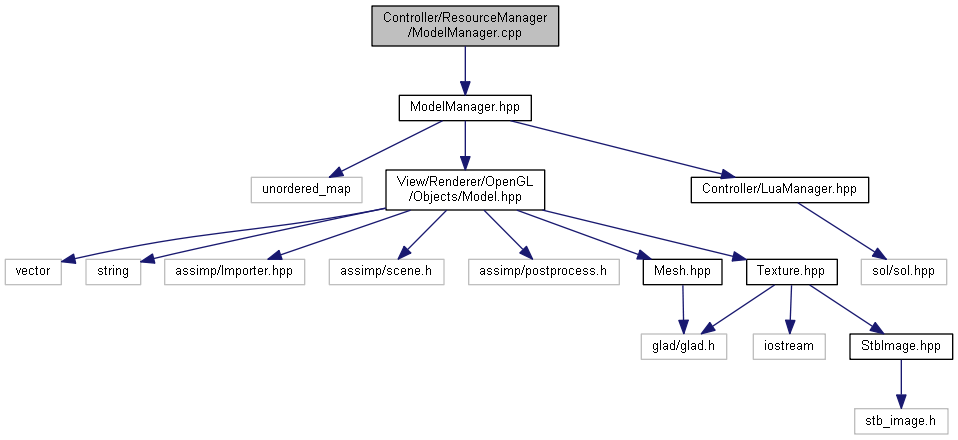 Controller/ResourceManager
/ModelManager.cpp
ModelManager.hpp
unordered_map
View/Renderer/OpenGL
/Objects/Model.hpp
Controller/LuaManager.hpp
vector
string
assimp/Importer.hpp
assimp/scene.h
assimp/postprocess.h
Mesh.hpp
Texture.hpp
sol/sol.hpp
glad/glad.h
iostream
StbImage.hpp
stb_image.h